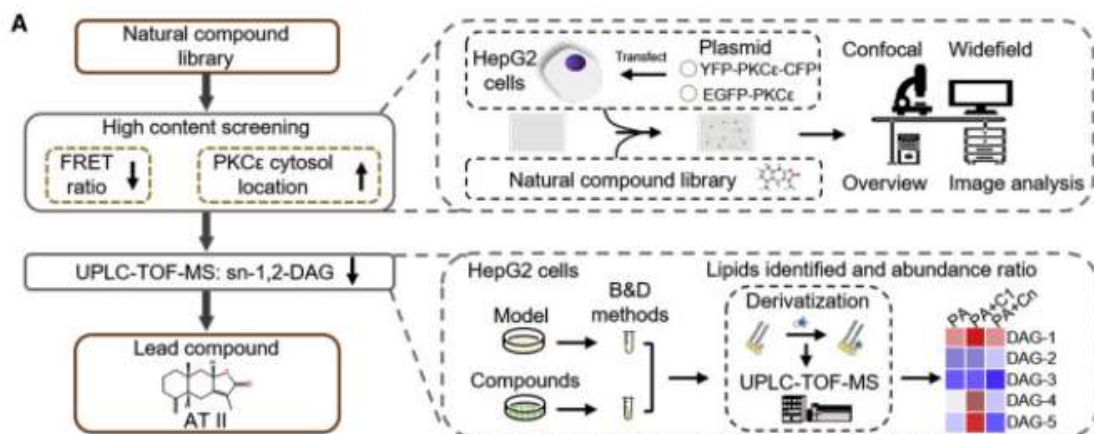 A
Natural compound
library
High content screening
FRET
ratio
PKCε cytosol
location
UPLC-TOF-MS: sn-1,2-DAG
Lead compound
AT II
HepG2
cells
Transfect
Plasmid
YFP-PKCε-CFP
EGFP-PKCε
Natural compound library
Confocal
Widefield
Overview
Image analysis
HepG2 cells
Lipids identified and abundance ratio
Model
Compounds
B&D
methods
Derivatization
UPLC-TOF-MS
PA
PA+C1
PA+Cn
DAG-1
DAG-2
DAG-3
DAG-4
DAG-5